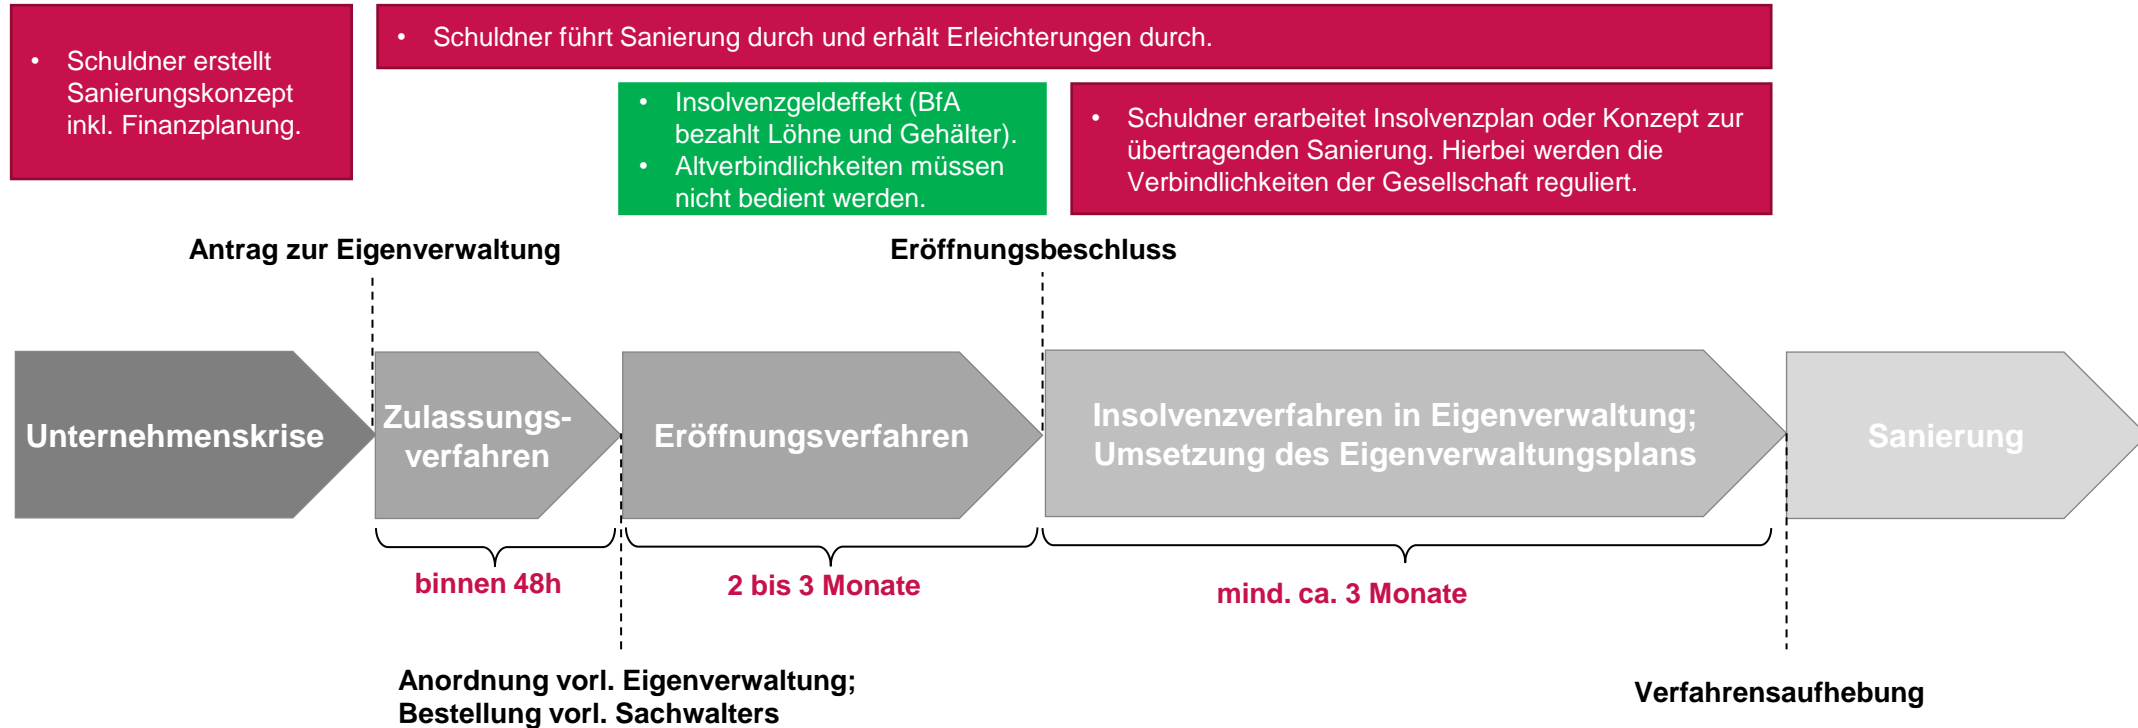 • Schuldner erstellt
Sanierungskonzept
inkl. Finanzplanung.
• Schuldner führt Sanierung durch und erhält Erleichterungen durch.
• Insolvenzgeldeffekt (BfA
bezahlt Löhne und Gehälter).
• Altverbindlichkeiten müssen
nicht bedient werden.
• Schuldner erarbeitet Insolvenzplan oder Konzept zur
übertragenden Sanierung. Hierbei werden die
Verbindlichkeiten der Gesellschaft reguliert.
Antrag zur Eigenverwaltung
Eröffnungsbeschluss
Unternehmenskrise
Zulassungs-
verfahren
Eröffnungsverfahren
Insolvenzverfahren in Eigenverwaltung;
Umsetzung des Eigenverwaltungsplans
Sanierung
binnen 48h
2 bis 3 Monate
mind. ca. 3 Monate
Anordnung vorl. Eigenverwaltung;
Bestellung vorl. Sachwalters
Verfahrensaufhebung